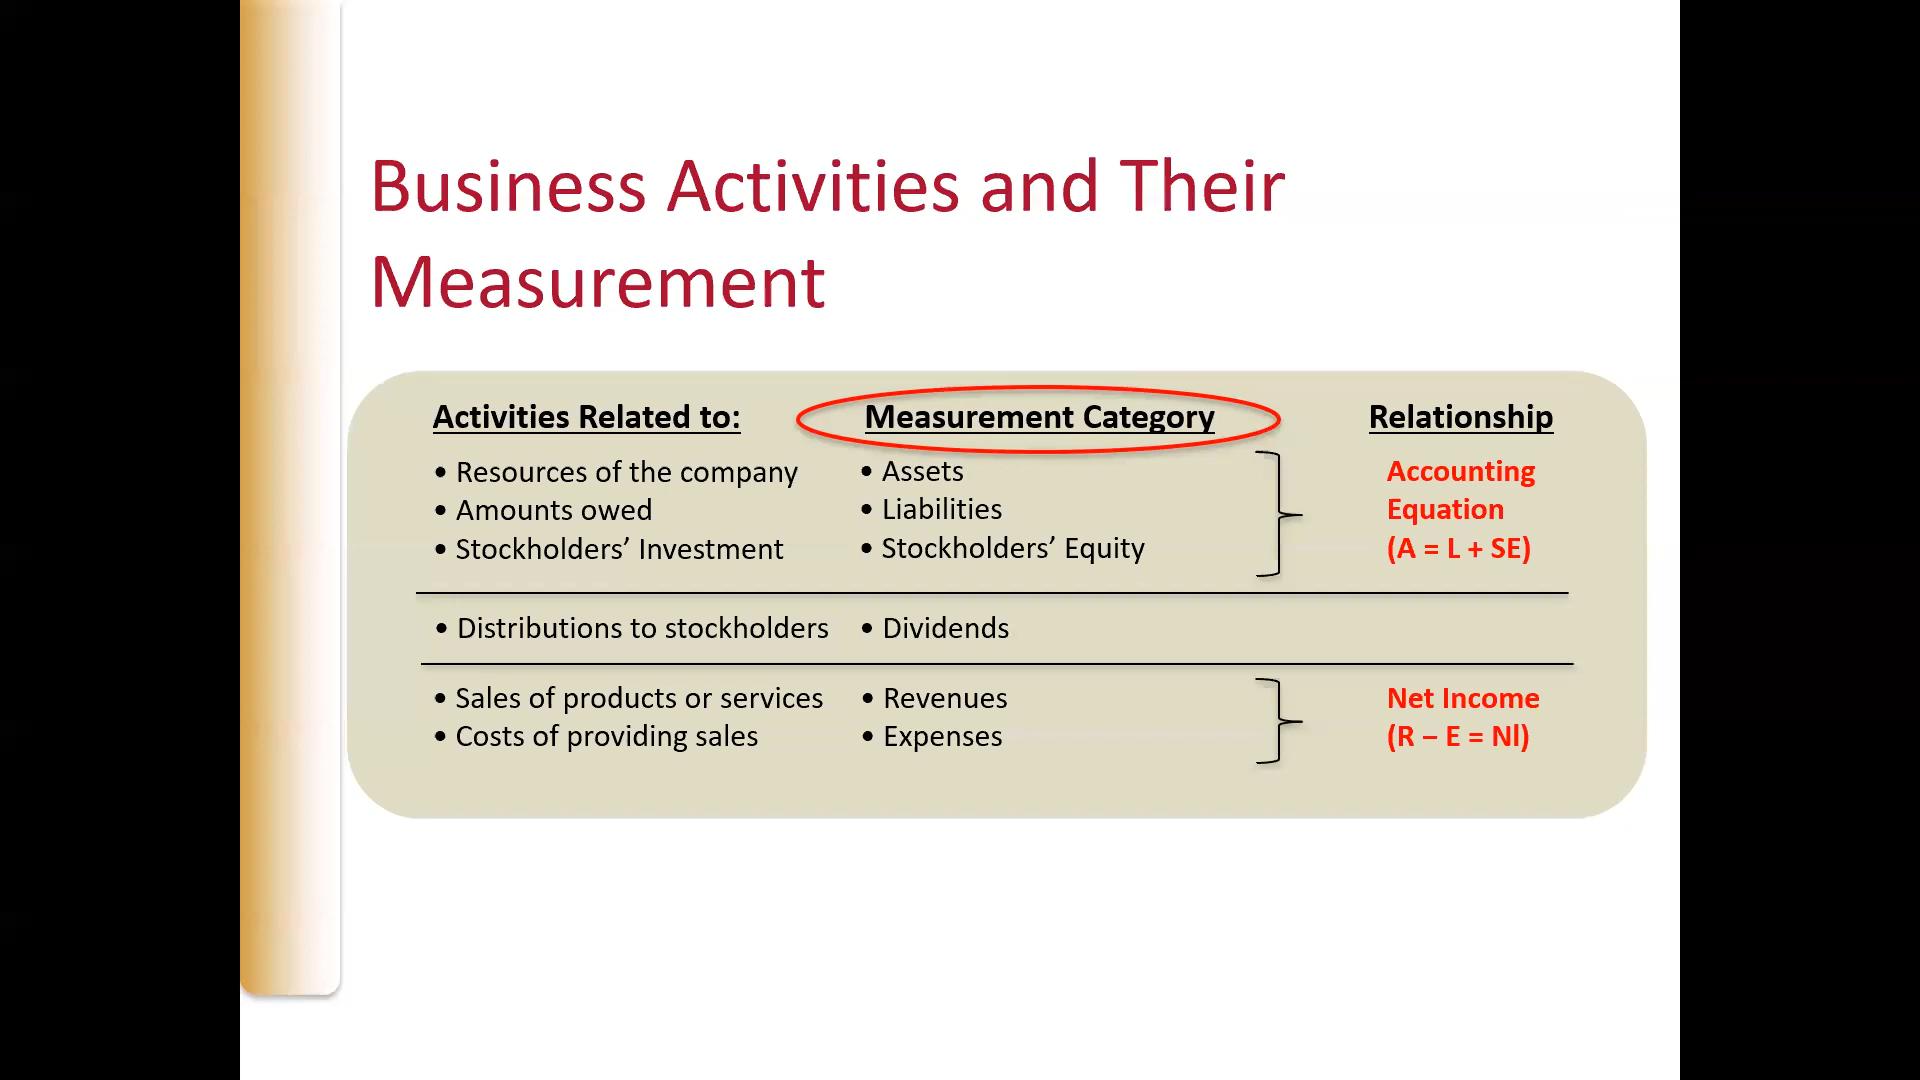 Business Activities and Their
Measurement
Activities Related to:
• Resources of the company
• Amounts owed
• Stockholders’ Investment
Measurement Category
• Assets
• Liabilities
• Stockholders’ Equity
Relationship
Accounting
Equation
(A = L + SE)
• Distributions to stockholders
• Dividends
• Sales of products or services
• Costs of providing sales
• Revenues
• Expenses
Net Income
(R – E = Nl)